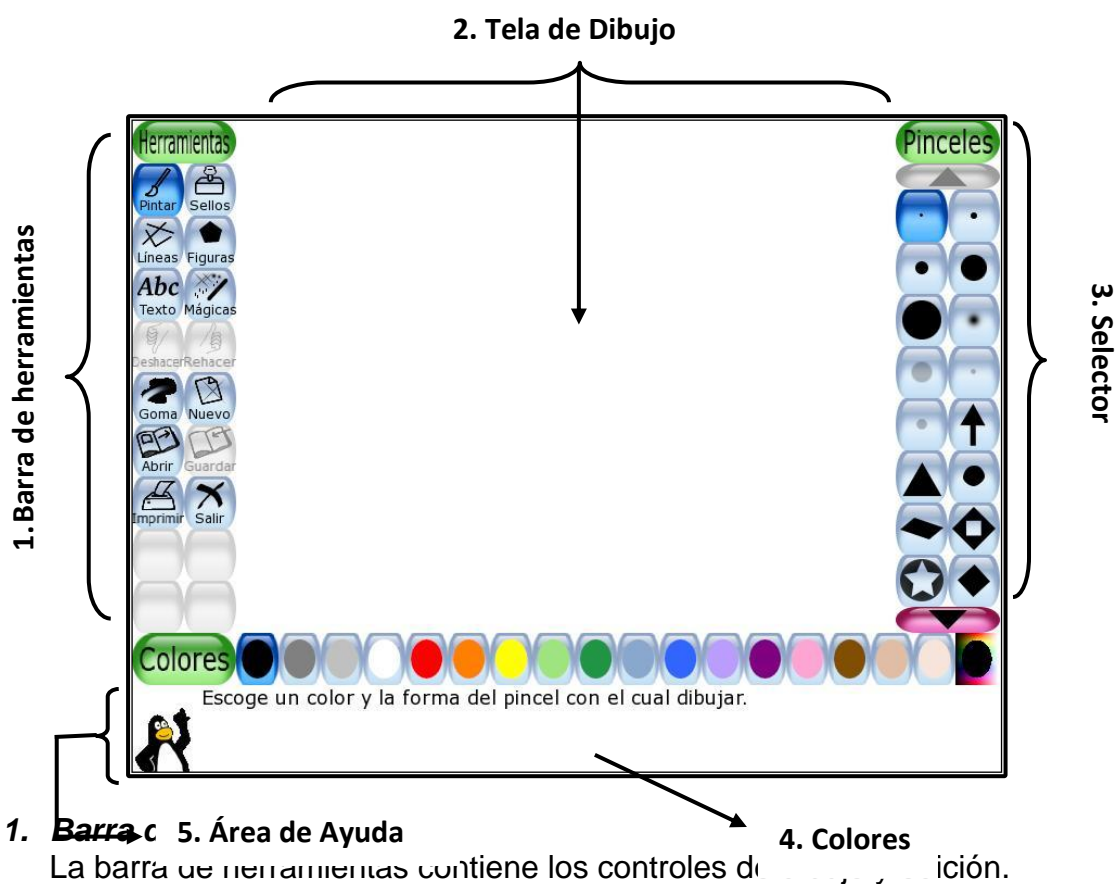 2. Tela de Dibujo
1.Barra de herramientas
Herramientas
Pintar Sellos
Líneas Figuras
Abc
Texto Mágicas
Deshacer Rehacer
Goma Nuevo
Abrir Guardar
Imprimir Salir
Pinceles
3. Selector
Colores
Escoge un color y la forma del pincel con el cual dibujar.
1. Barra
5. Área de Ayuda
4. Colores
La barra de herramientas contiene los controles